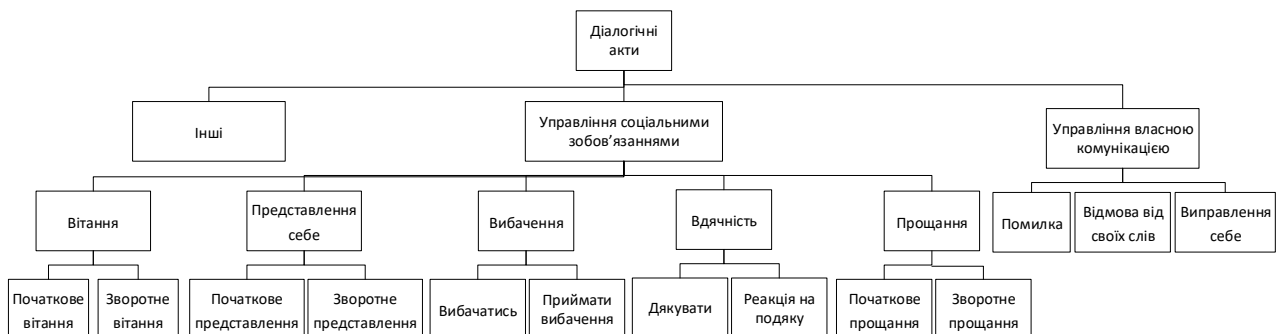 Діалогічні
акти
Інші
Управління соціальними
зобов’язаннями
Управління власною
комунікацією
Вітання
Представлення
себе
Вибачення
Вдячність
Прощання
Помилка
Відмова від
своїх слів
Виправлення
себе
Початкове
вітання
Зворотне
вітання
Початкове
представлення
Зворотне
представлення
Вибачатись
Приймати
вибачення
Дякувати
Реакція на
подяку
Початкове
прощання
Зворотне
прощання